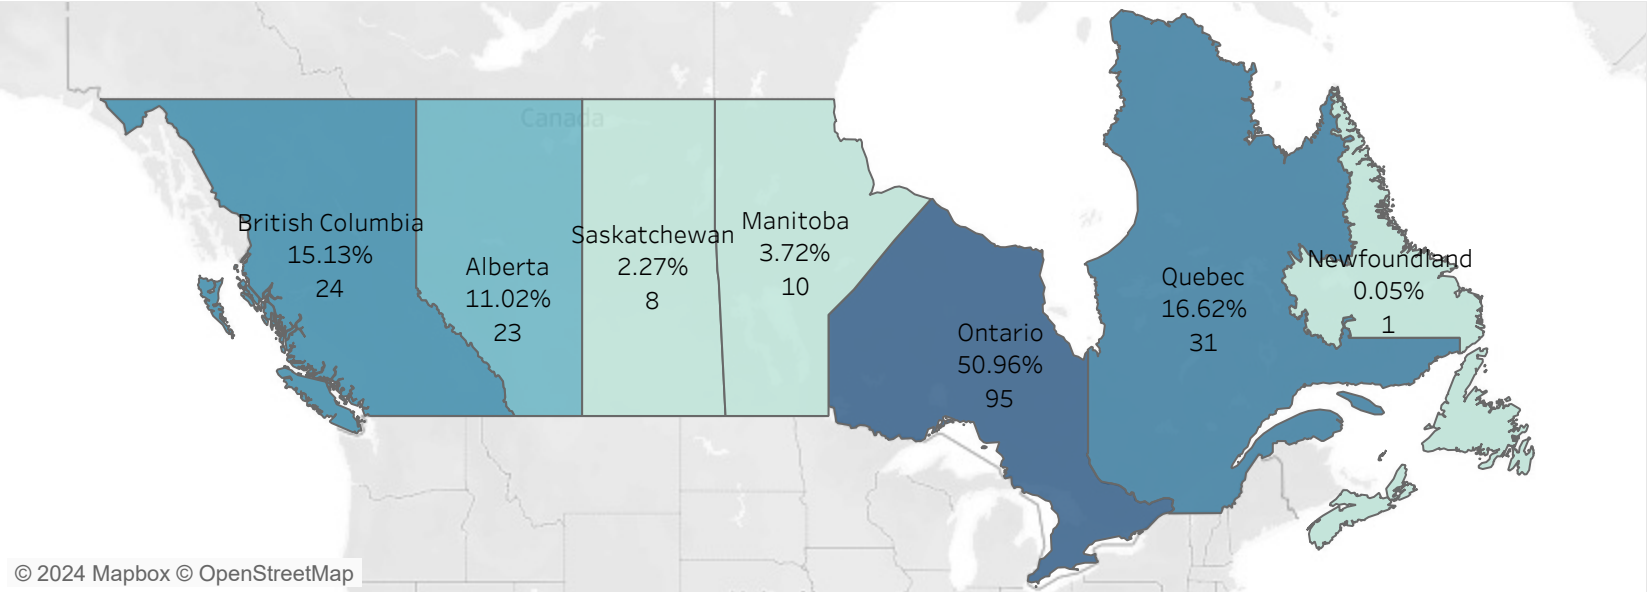 Canada
British Columbia
15.13%
24
Alberta
11.02%
23
Saskatchewan
2.27%
8
Manitoba
3.72%
10
Ontario
50.96%
95
Quebec
16.62%
31
Newfoundland
0.05%
1
© 2024 Mapbox © OpenStreetMap